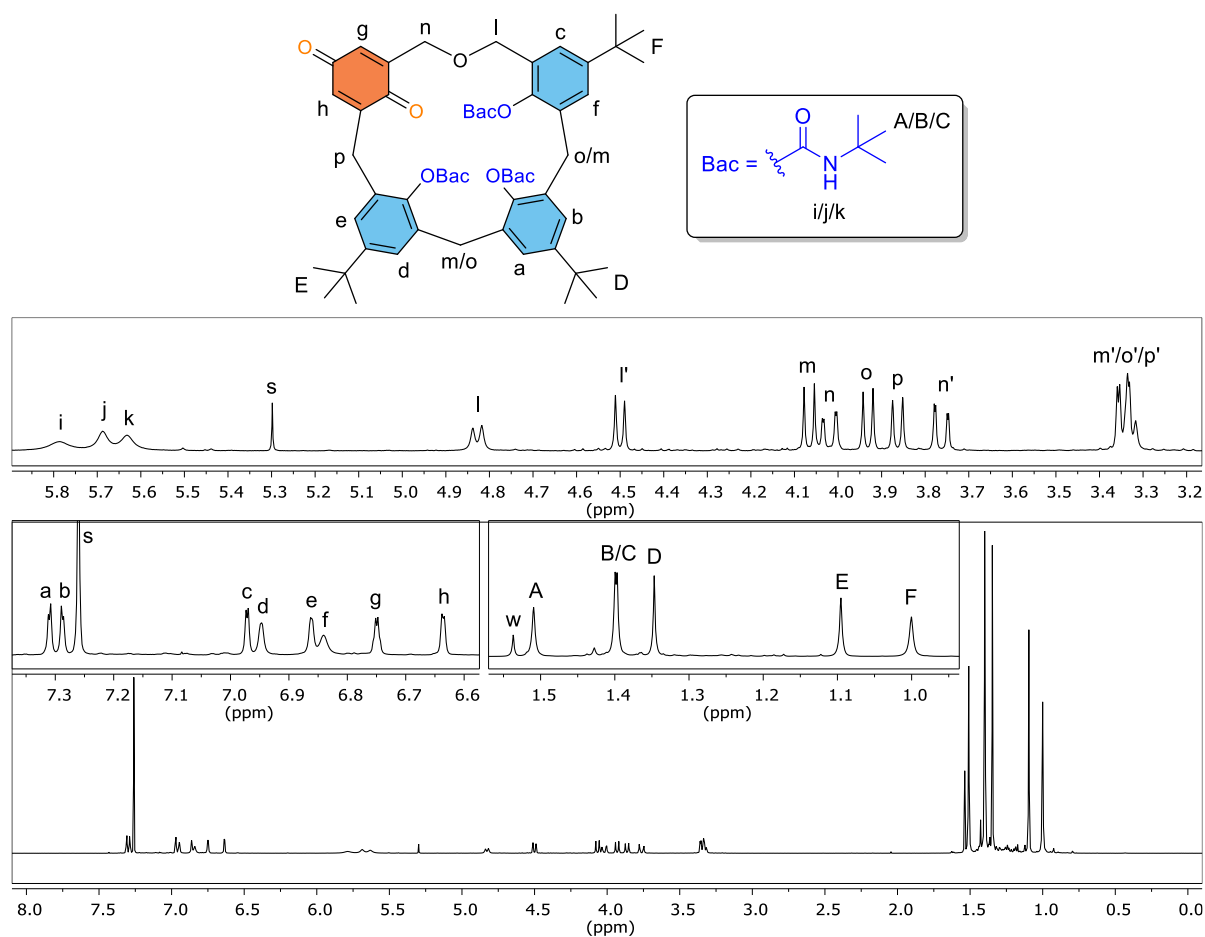 g n l c F
O O
h O BacO f
A/B/C
Bac = O N H
i/j/k
p o/m
OBac OBac
e b
d m/o a
E D
i j k s l l' m n o p n' m'/o'/p'
5.8 5.7 5.6 5.5 5.4 5.3 5.2 5.1 5.0 4.9 4.8 4.7 4.6 4.5 4.4 4.3 4.2 4.1 4.0 3.9 3.8 3.7 3.6 3.5 3.4 3.3 3.2
(ppm)
a b s c d e f g h
7.3 7.2 7.1 7.0 6.9 6.8 6.7 6.6
(ppm)
w A B/C D E F
1.5 1.4 1.3 1.2 1.1 1.0
(ppm)
8.0 7.5 7.0 6.5 6.0 5.5 5.0 4.5 4.0 3.5 3.0 2.5 2.0 1.5 1.0 0.5 0.0
(ppm)